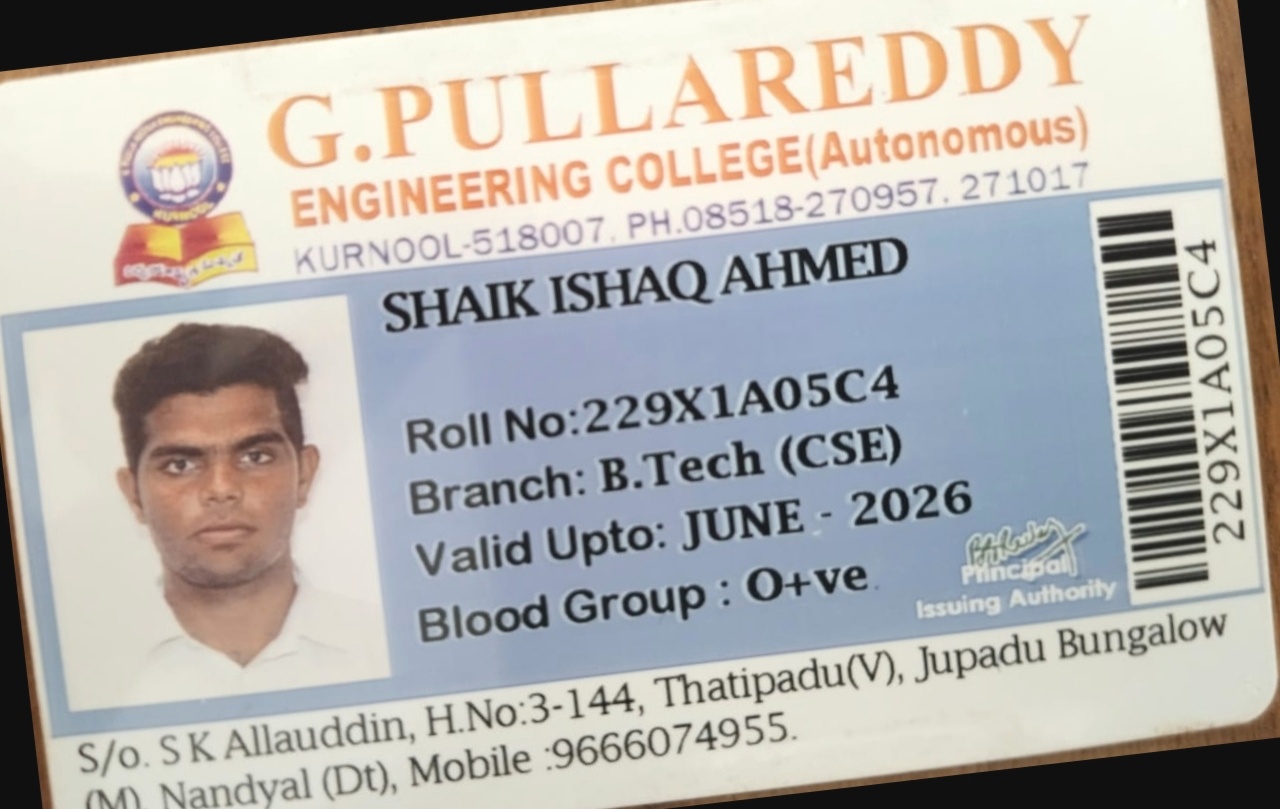 G.PULLAREDDY
ENGINEERING COLLEGE(Autonomous)
KURNOOL-518007. PH.08518-270957, 271017
KURNOOL
SHAIK ISHAQ AHMED
Roll No:229X1A05C4
Branch: B.Tech (CSE)
Valid Upto: JUNE - 2026
Blood Group : O+ve
Principal
Issuing Authority
229X1A05C4
S/o. S K Allauddin, H.No:3-144, Thatipadu(V), Jupadu Bungalow
(M), Nandyal (Dt), Mobile :9666074955.